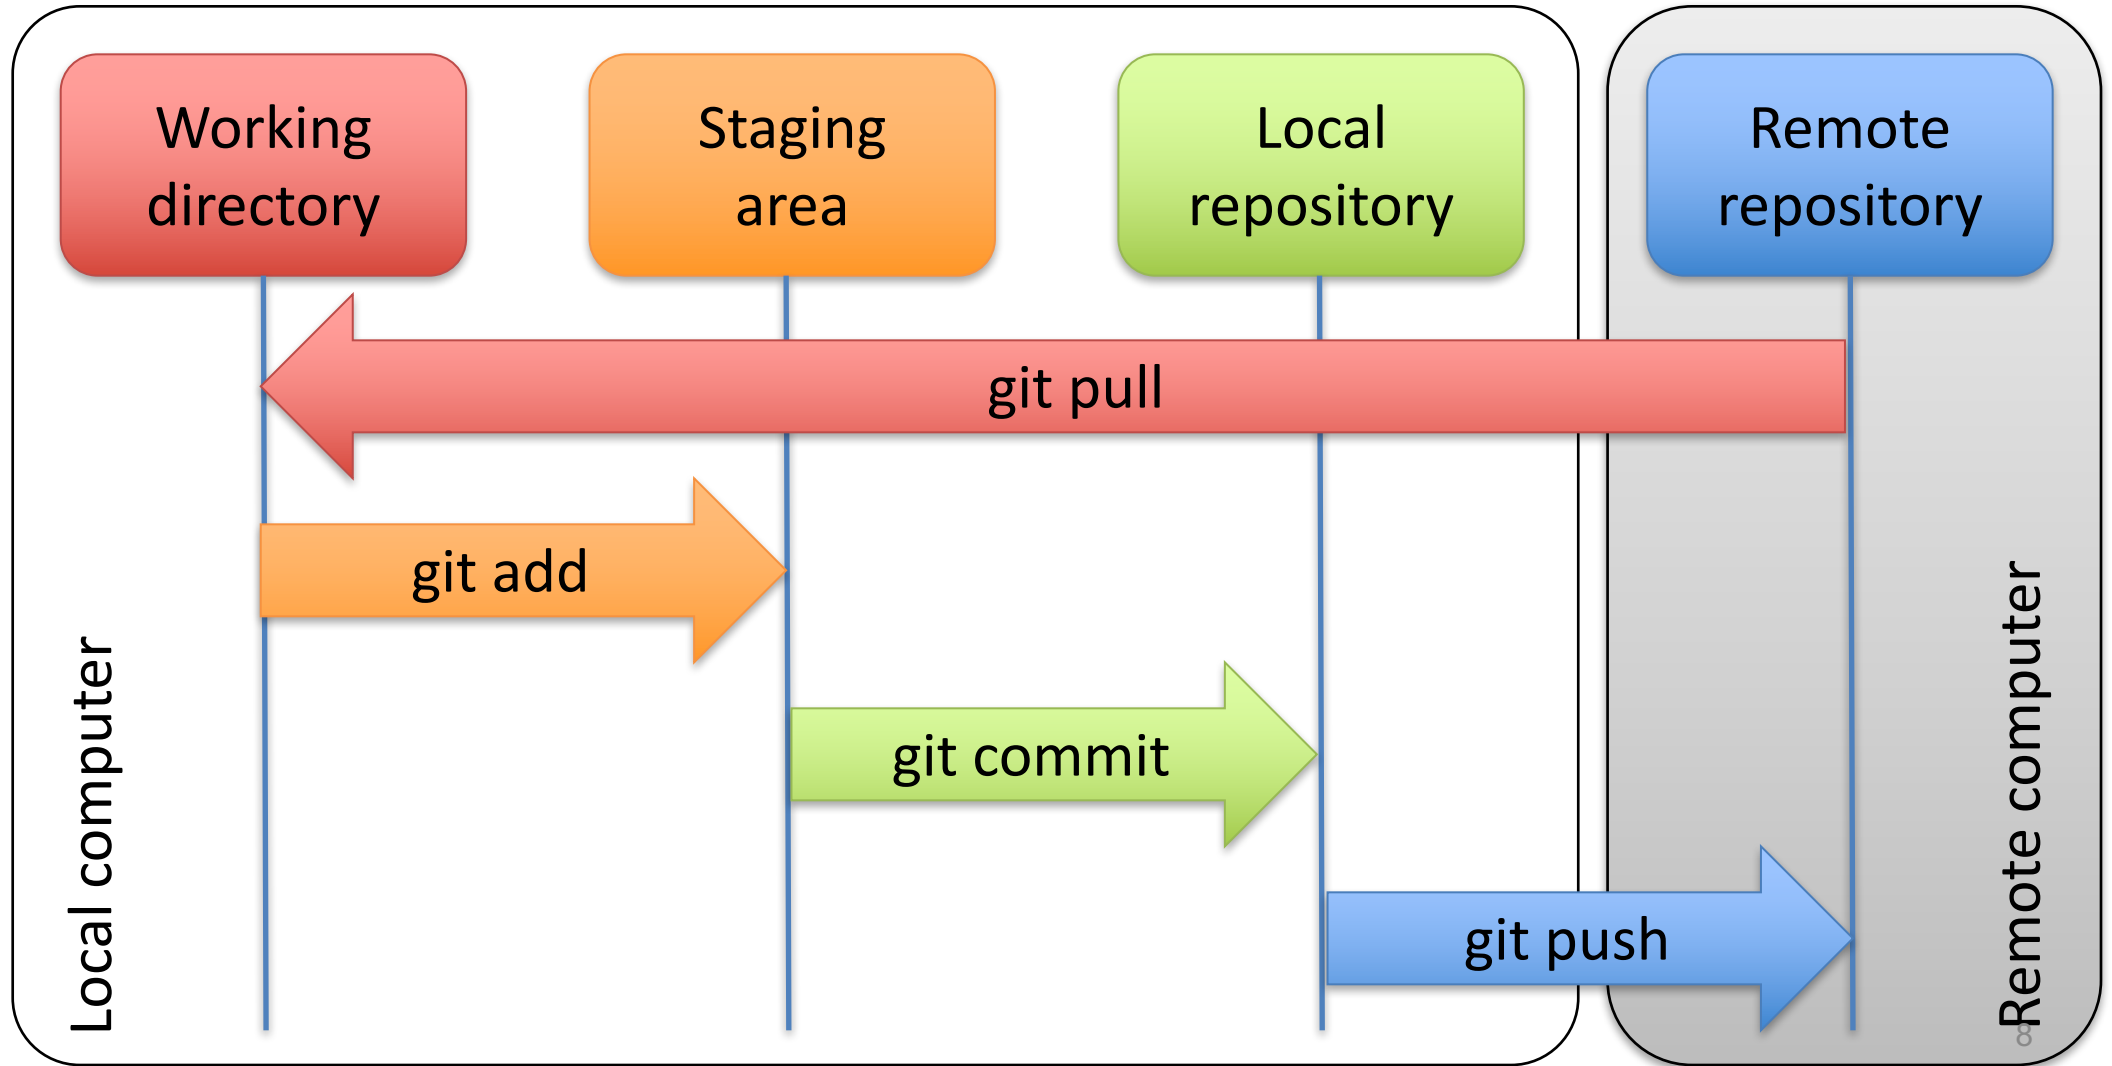 Working
directory
Staging
area
Local
repository
Remote
repository
git pull
git add
git commit
git push
Local computer
Remote computer
8